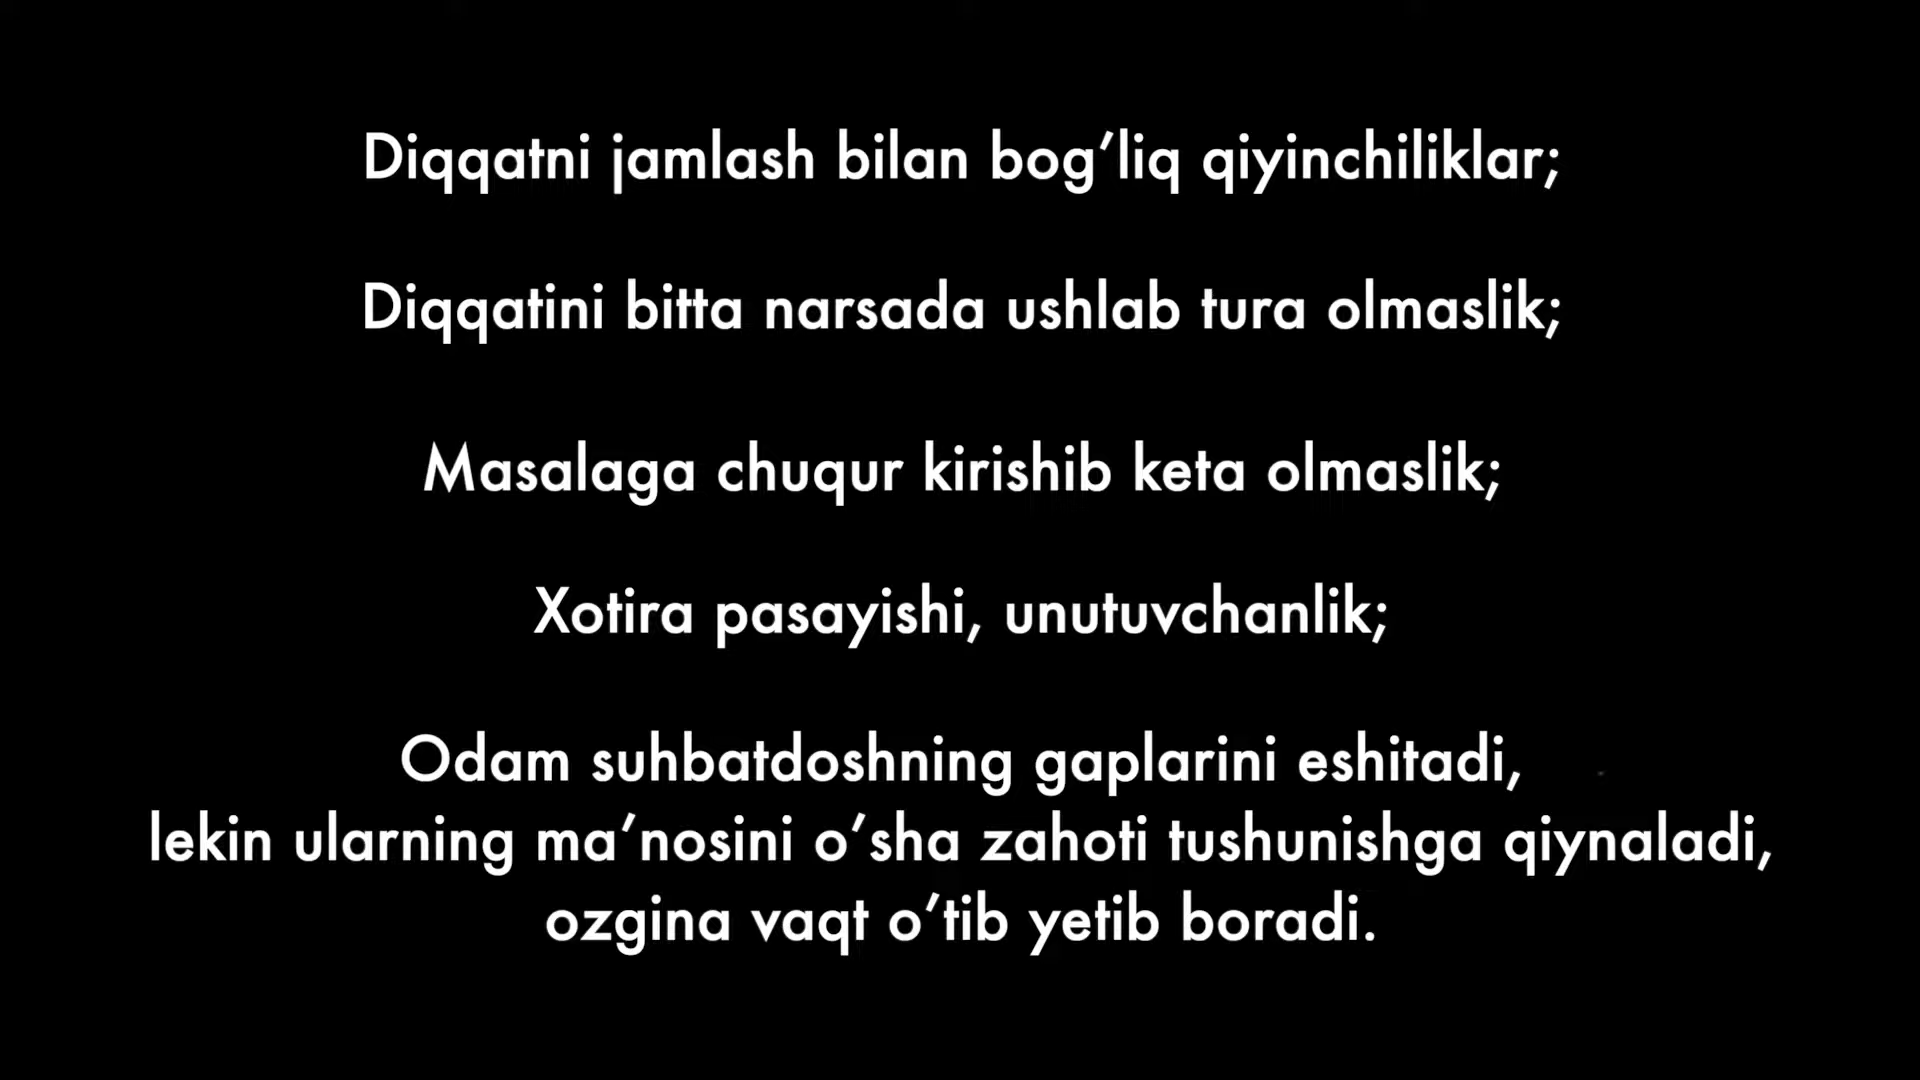 Diqqatni jamlash bilan bog’liq qiyinchiliklar;
Diqqatini bitta narsada ushlab tura olmaslik;
Masalaga chuqur kirishib keta olmaslik;
Xotira pasayishi, unutuvchanlik;
Odam suhbatdoshning gaplarini eshitadi,
lekin ularning ma’nosini o’sha zahoti tushunishga qiynaladi,
ozgina vaqt o’tib yetib boradi.